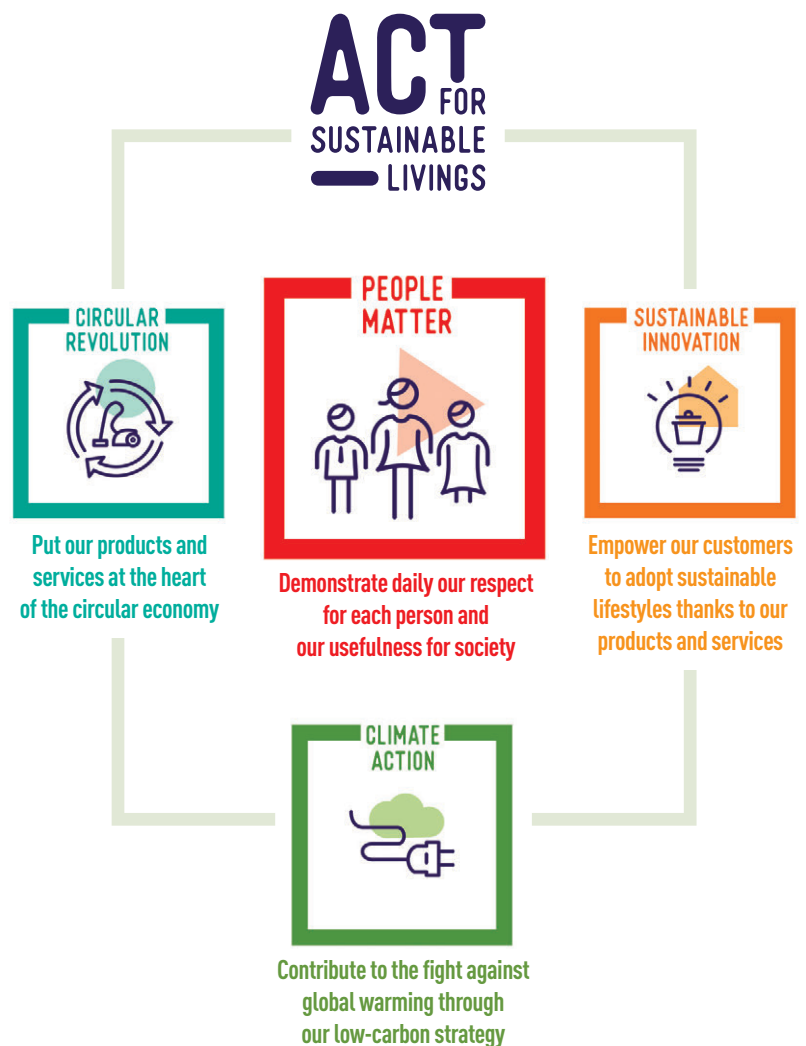 ACT
FOR
SUSTAINABLE
LIVINGS
CIRCULAR
REVOLUTION
Put our products and
services at the heart
of the circular economy
PEOPLE
MATTER
Demonstrate daily our respect
for each person and
our usefulness for society
SUSTAINABLE
INNOVATION
Empower our customers
to adopt sustainable
lifestyles thanks to our
products and services
CLIMATE
ACTION
Contribute to the fight against
global warming through
our low-carbon strategy